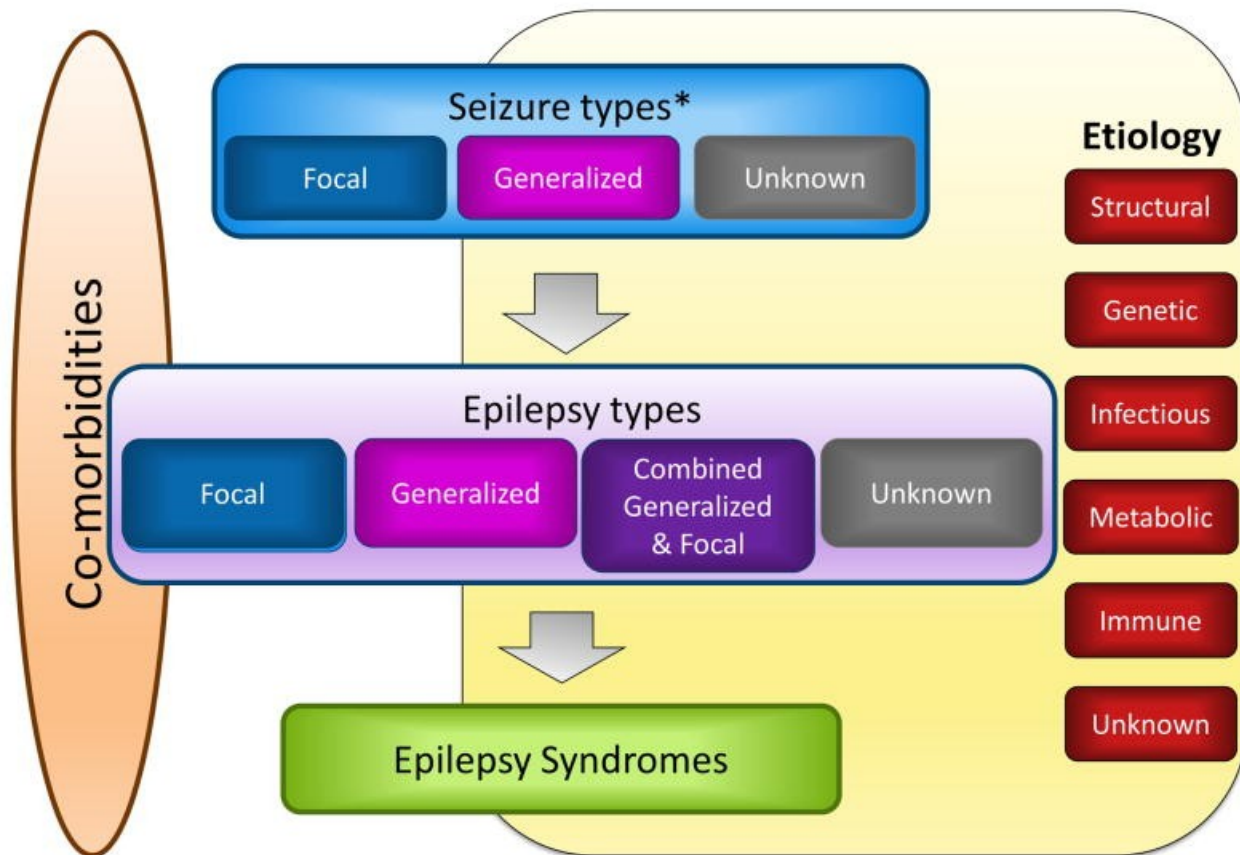 Co-morbidities
Seizure types*
Focal
Generalized
Unknown
Epilepsy types
Focal
Generalized
Combined
Generalized
& Focal
Unknown
Epilepsy Syndromes
Etiology
Structural
Genetic
Infectious
Metabolic
Immune
Unknown